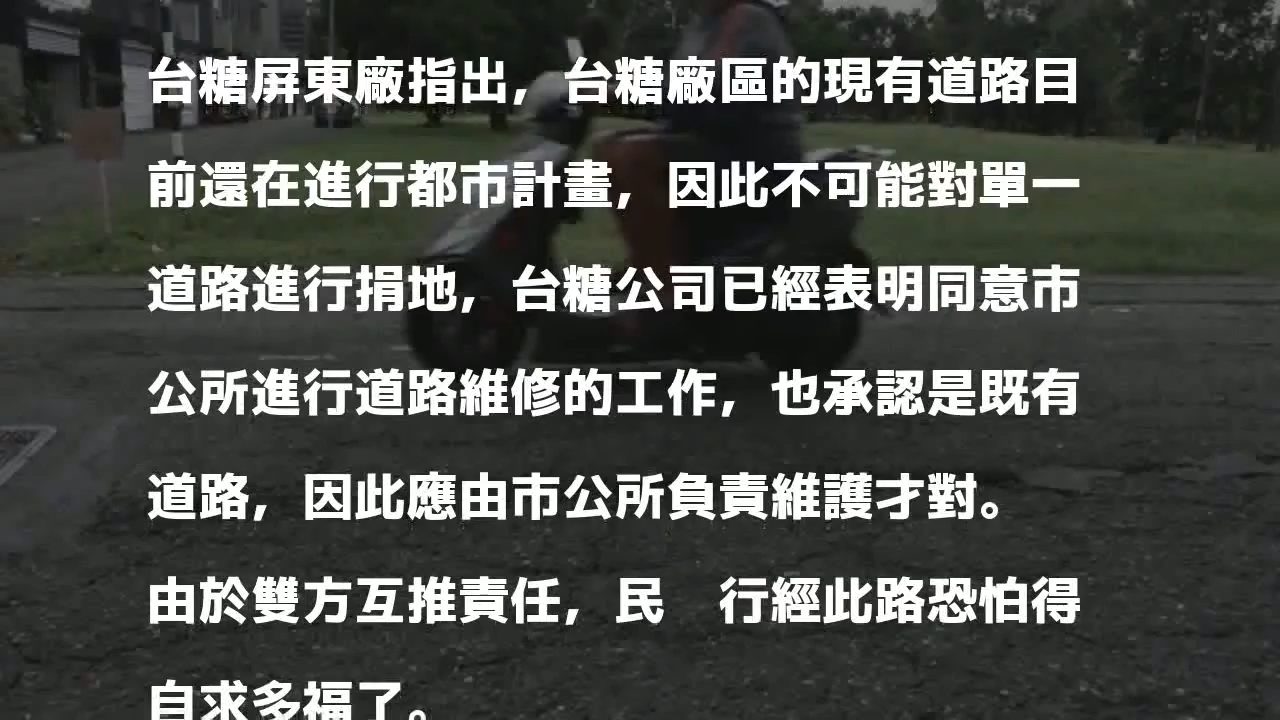 台糖屏東廠指出，台糖廠區的現有道路目
前還在進行都市計畫，因此不可能對單一
道路進行捐地，台糖公司已經表明同意市
公所進行道路維修的工作，也承認是既有
道路，因此應由市公所負責維護才對。
由於雙方互推責任，民　行經此路恐怕得
自求多福了。